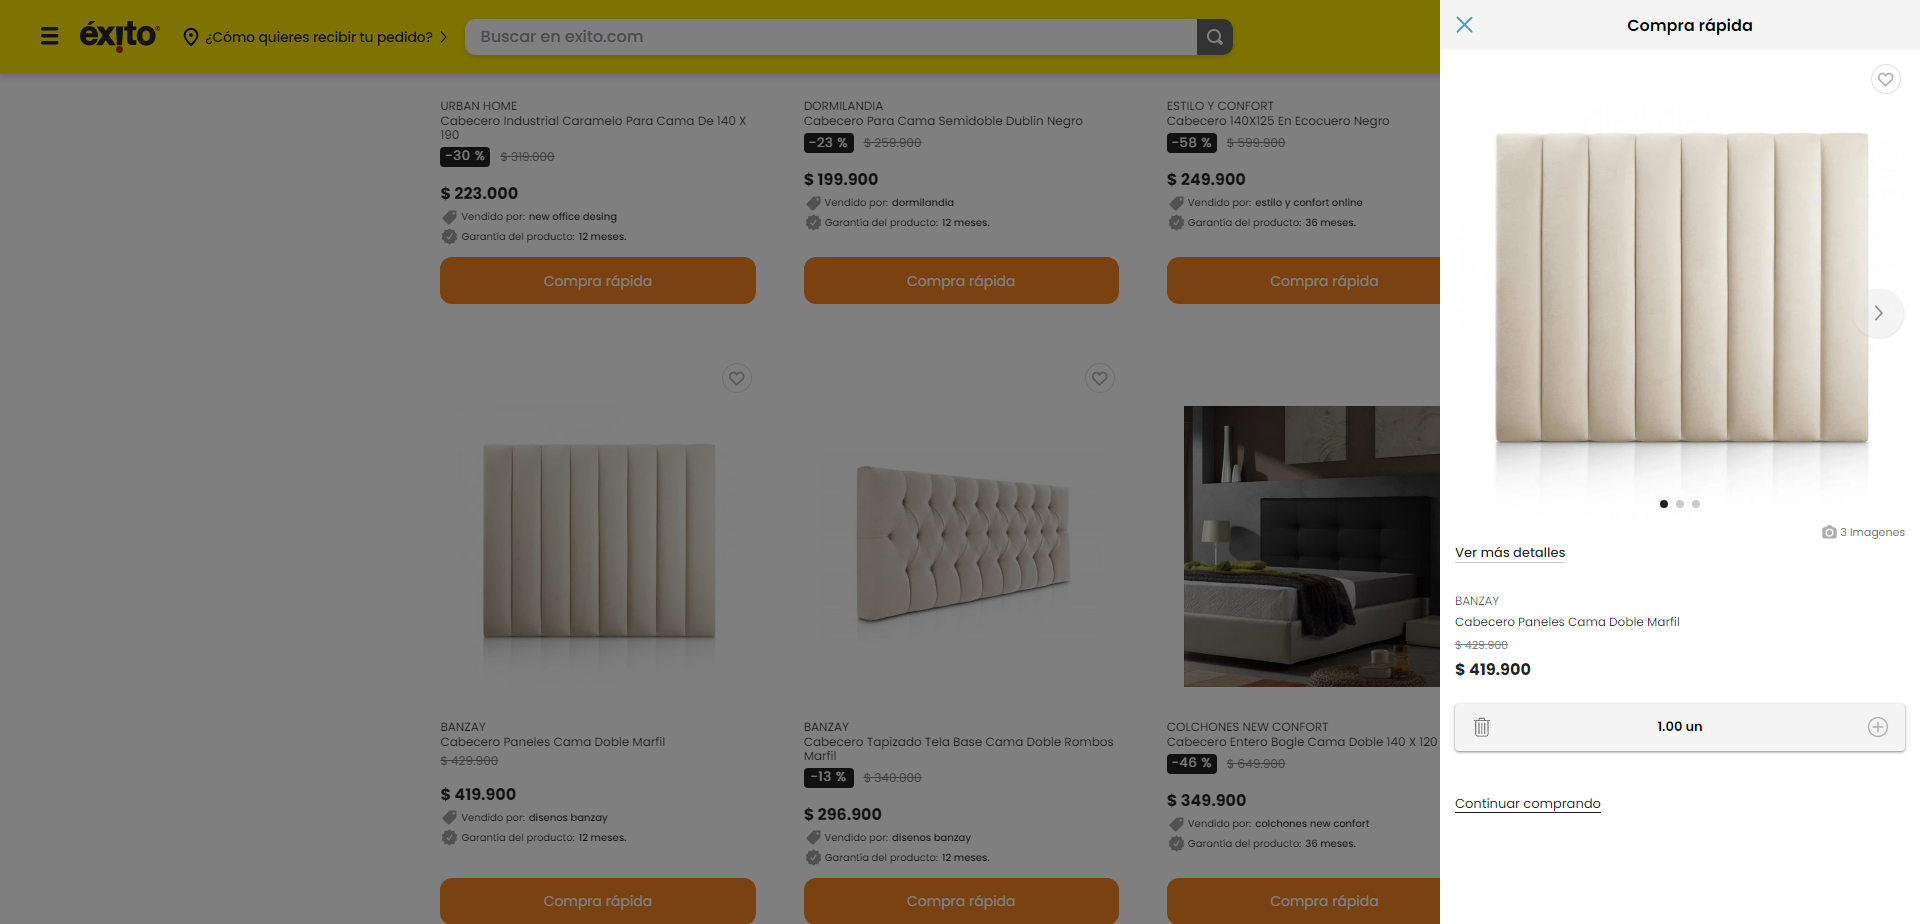 éxito
¿Cómo quieres recibir tu pedido?
Buscar en exito.com
Compra rápida
URBAN HOME
Cabecero Industrial Caramelo Para Cama De 140 X
190
-30 % $ 319.000
$ 223.000
Vendido por: new office desing
Garantía del producto: 12 meses.
Compra rápida
DORMILANDIA
Cabecero Para Cama Semidoble Dublin Negro
-23 % $ 259.900
$ 199.900
Vendido por: dormilandia
Garantía del producto: 12 meses.
Compra rápida
ESTILO Y CONFORT
Cabecero 140X125 En Ecocuero Negro
-58 % $ 599.900
$ 249.900
Vendido por: estilo y confort online
Garantía del producto: 36 meses.
Compra rápida
BANZAY
Cabecero Paneles Cama Doble Marfil
$ 429.900
$ 419.900
Vendido por: disenos banzay
Garantía del producto: 12 meses.
Compra rápida
BANZAY
Cabecero Tapizado Tela Base Cama Doble Rombos
Marfil
-13 % $ 340.000
$ 296.900
Vendido por: disenos banzay
Garantía del producto: 12 meses.
Compra rápida
COLCHONES NEW CONFORT
Cabecero Entero Bogle Cama Doble 140 X 120
-46 % $ 649.900
$ 349.900
Vendido por: colchones new confort
Garantía del producto: 36 meses.
Compra rápida
3 Imagenes
Ver más detalles
BANZAY
Cabecero Paneles Cama Doble Marfil
$ 429.900
$ 419.900
1.00 un
Continuar comprando